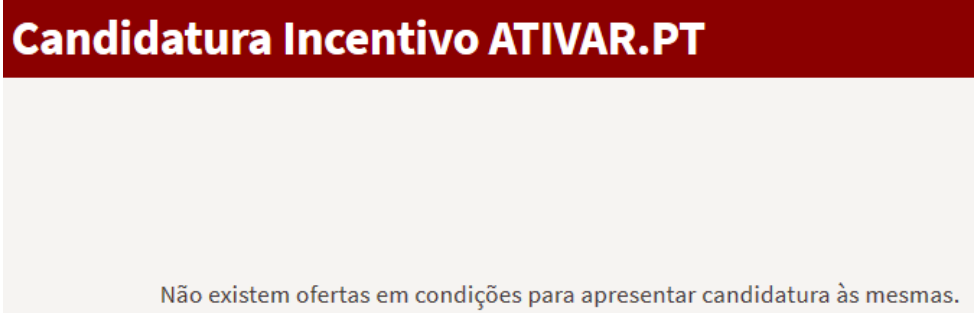 Candidatura Incentivo ATIVAR.PT
Não existem ofertas em condições para apresentar candidatura às mesmas.